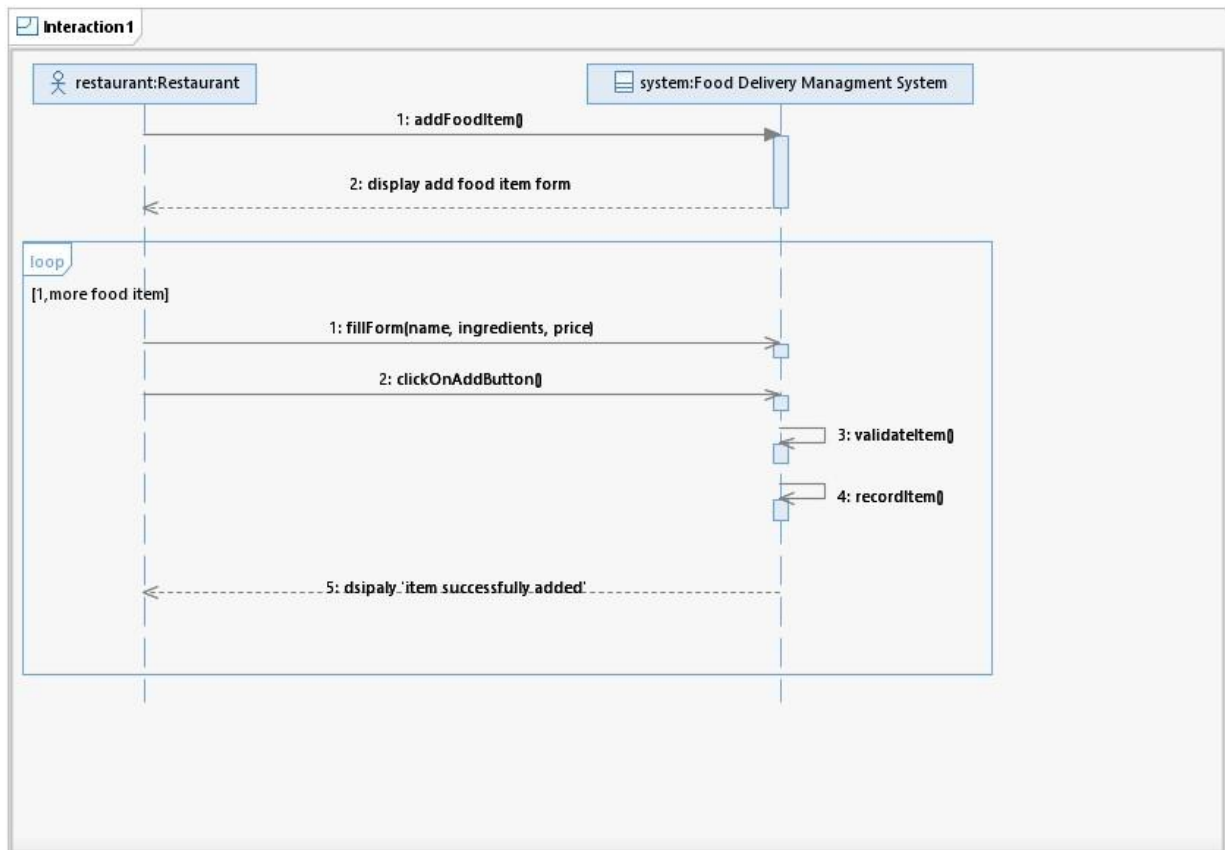 Interaction1
restaurant:Restaurant
system:Food Delivery Managment System
1: addFoodItem()
2: display add food item form
loop
[1,more food item]
1: fillForm(name, ingredients, price)
2: clickOnAddButton()
3: validateItem()
4: recordItem()
5: dsipaly 'item successfully added'